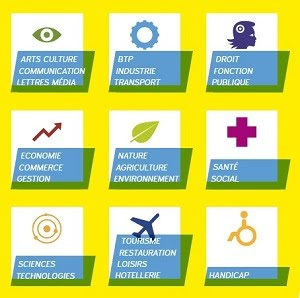 ARTS CULTURE
COMMUNICATION
LETTRES MÉDIA
BTP
INDUSTRIE
TRANSPORT
DROIT
FONCTION
PUBLIQUE
ECONOMIE
COMMERCE
GESTION
NATURE
AGRICULTURE
ENVIRONNEMENT
SANTÉ
SOCIAL
SCIENCES
TECHNOLOGIES
TOURISME
RESTAURATION
LOISIRS
HOTELLERIE
HANDICAP